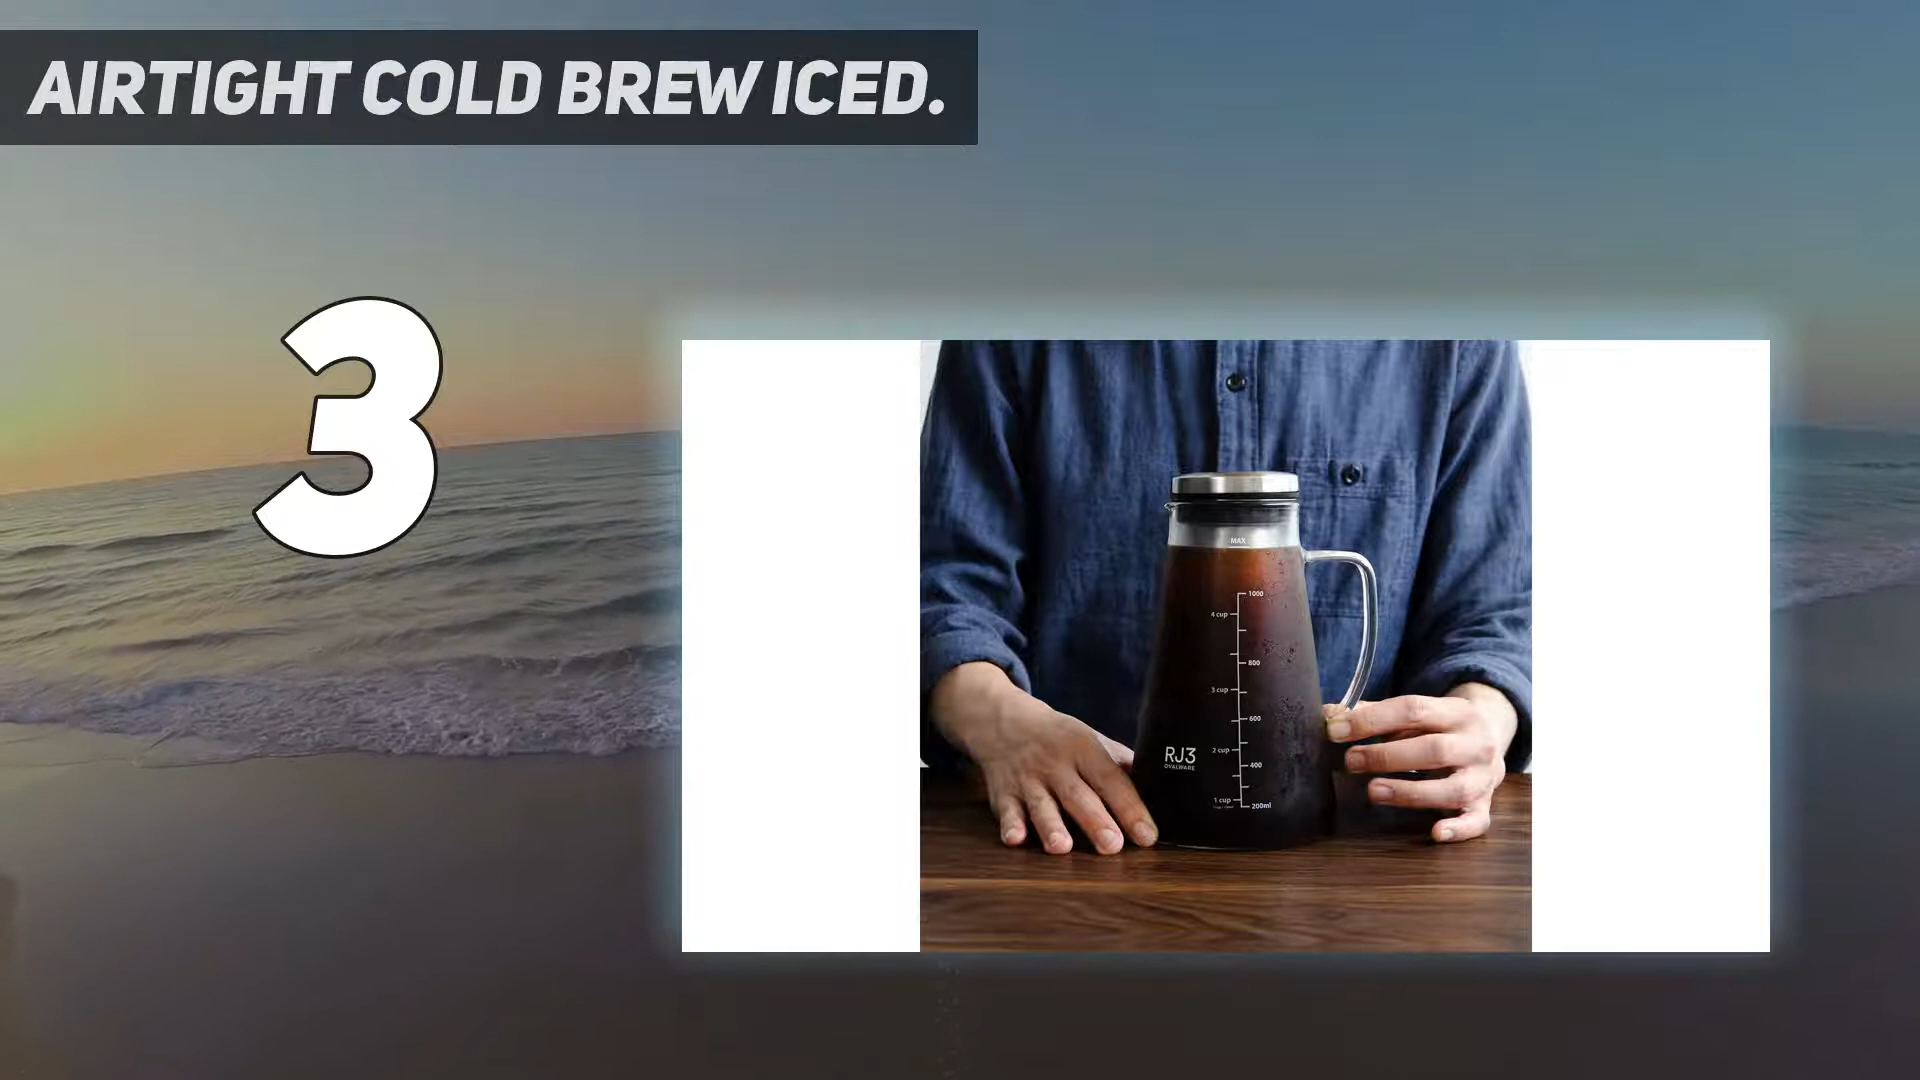 AIRTIGHT COLD BREW ICED.
3
MAX
1000
4 cup
800
3 cup
600
2 cup
400
1 cup
200ml
RJ3
OVALWARE